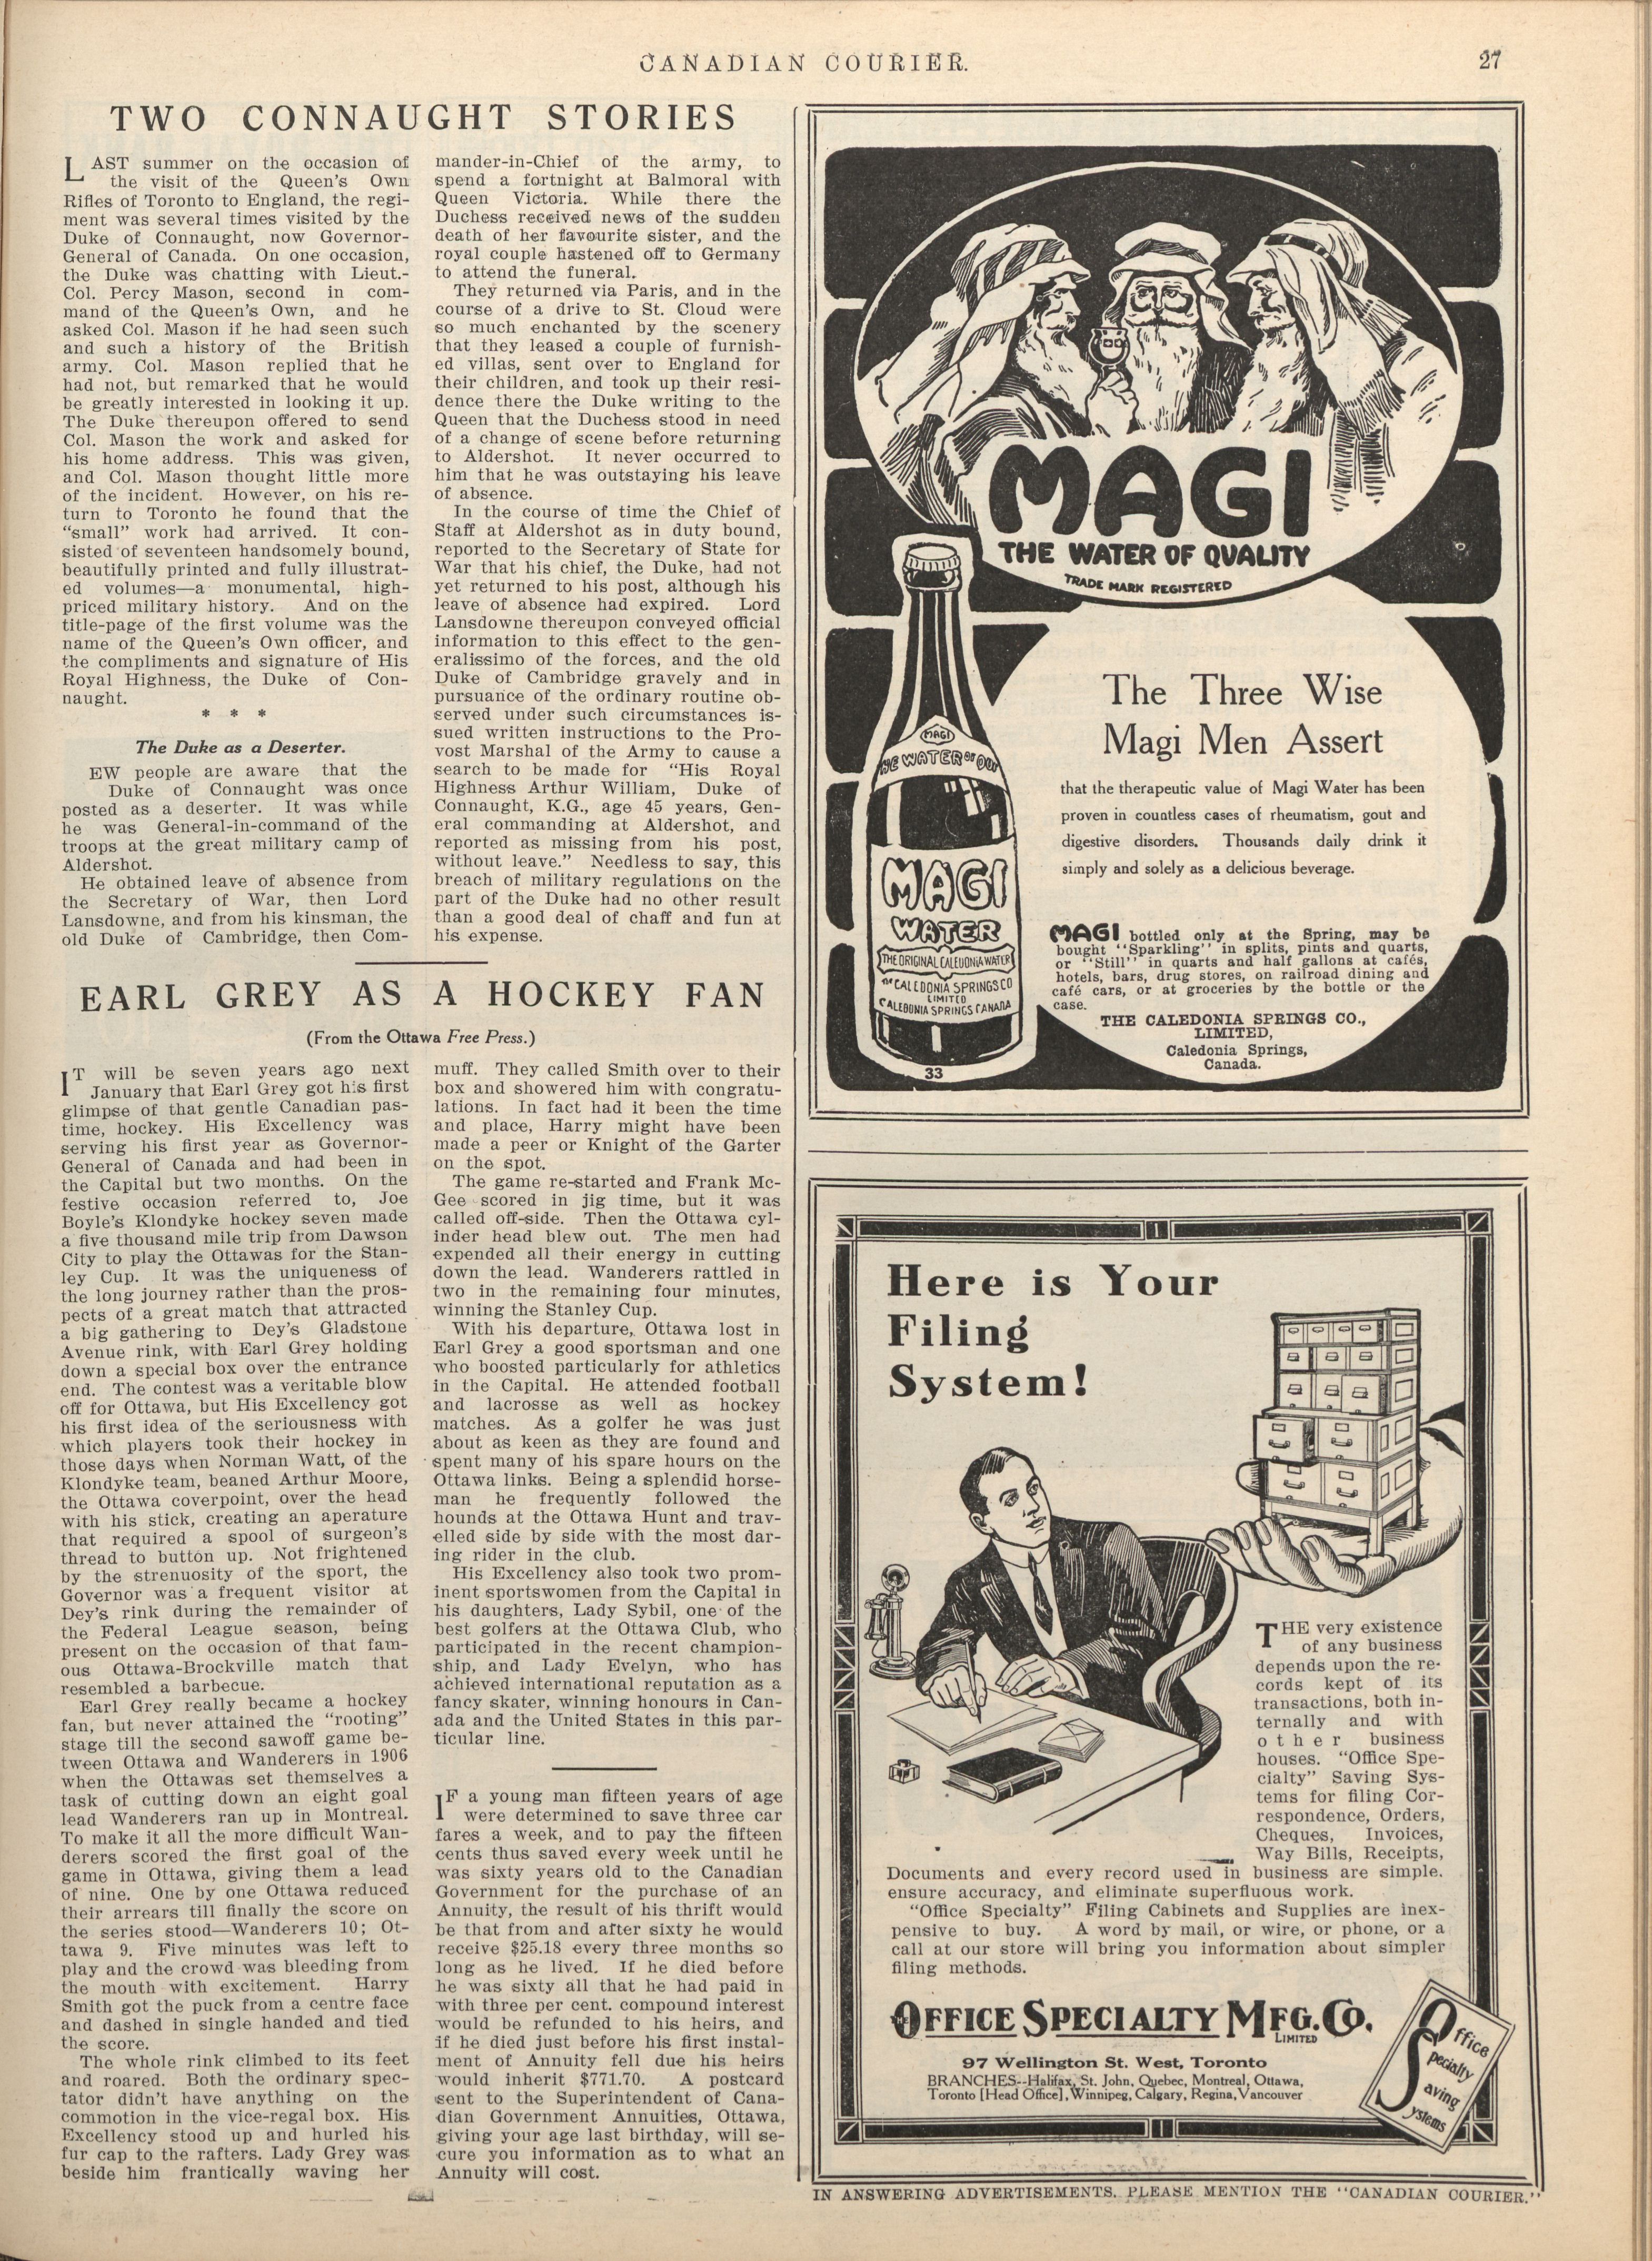 CANADIAN COURIER.
27
TWO CONNAUGHT STORIES
LAST summer on the occasion of
the visit of the Queen's Own
Rifles of Toronto to England, the regi-
ment was several times visited by the
Duke of Connaught, now Governor-
General of Canada. On one occasion,
the Duke was chatting with Lieut.-
Col. Percy Mason, second in com-
mand of the Queen's Own, and he
asked Col. Mason if he had seen such
and such a history of the British
army. Col. Mason replied that he
had not, but remarked that he would
be greatly interested in looking it up.
The Duke thereupon offered to send
Col. Mason the work and asked for
his home address. This was given,
and Col. Mason thought little more
of the incident. However, on his re-
turn to Toronto he found that the
"small" work had arrived. It con-
sisted of seventeen handsomely bound,
beautifully printed and fully illustrat-
ed volumes—a monumental, high-
priced military history. And on the
title-page of the first volume was the
name of the Queen's Own officer, and
the compliments and signature of His
Royal Highness, the Duke of Con-
naught.
* * *
The Duke as a Deserter.
EW people are aware that the
Duke of Connaught was once
posted as a deserter. It was while
he was General-in-command of the
troops at the great military camp of
Aldershot.
He obtained leave of absence from
the Secretary of War, then Lord
Lansdowne, and from his kinsman, the
old Duke of Cambridge, then Com-
mander-in-Chief of the army, to
spend a fortnight at Balmoral with
Queen Victoria. While there the
Duchess received news of the sudden
death of her favourite sister, and the
royal couple hastened off to Germany
to attend the funeral.
They returned via Paris, and in the
course of a drive to St. Cloud were
so much enchanted by the scenery
that they leased a couple of furnish-
ed villas, sent over to England for
their children, and took up their resi-
dence there the Duke writing to the
Queen that the Duchess stood in need
of a change of scene before returning
to Aldershot. It never occurred to
him that he was outstaying his leave
of absence.
In the course of time the Chief of
Staff at Aldershot as in duty bound,
reported to the Secretary of State for
War that his chief, the Duke, had not
yet returned to his post, although his
leave of absence had expired. Lord
Lansdowne thereupon conveyed official
information to this effect to the gen-
eralissimo of the forces, and the old
Duke of Cambridge gravely and in
pursuance of the ordinary routine ob-
served under such circumstances is-
sued written instructions to the Pro-
vost Marshal of the Army to cause a
search to be made for "His Royal
Highness Arthur William, Duke of
Connaught, K.G., age 45 years, Gen-
eral commanding at Aldershot, and
reported as missing from his post,
without leave." Needless to say, this
breach of military regulations on the
part of the Duke had no other result
than a good deal of chaff and fun at
his expense.
EARL GREY AS A HOCKEY FAN
(From the Ottawa Free Press.)
IT will be seven years ago next
January that Earl Grey got his first
glimpse of that gentle Canadian pas-
time, hockey. His Excellency was
serving his first year as Governor-
General of Canada and had been in
the Capital but two months. On the
festive occasion referred to, Joe
Boyle's Klondyke hockey seven made
a five thousand mile trip from Dawson
City to play the Ottawas for the Stan-
ley Cup. It was the uniqueness of
the long journey rather than the pros-
pects of a great match that attracted
a big gathering to Dey's Gladstone
Avenue rink, with Earl Grey holding
down a special box over the entrance
end. The contest was a veritable blow
off for Ottawa, but His Excellency got
his first idea of the seriousness with
which players took their hockey in
those days when Norman Watt, of the
Klondyke team, beaned Arthur Moore,
the Ottawa coverpoint, over the head
with his stick, creating an aperature
that required a spool of surgeon's
thread to button up. Not frightened
by the strenuosity of the sport, the
Governor was a frequent visitor at
Dey's rink during the remainder of
the Federal League season, being
present on the occasion of that fam-
ous Ottawa-Brockville match that
resembled a barbecue.
Earl Grey really became a hockey
fan, but never attained the "rooting"
stage till the second sawoff game be-
tween Ottawa and Wanderers in 1906
when the Ottawas set themselves a
task of cutting down an eight goal
lead Wanderers ran up in Montreal.
To make it all the more difficult Wan-
derers scored the first goal of the
game in Ottawa, giving them a lead
of nine. One by one Ottawa reduced
their arrears till finally the score on
the series stood—Wanderers 10; Ot-
tawa 9. Five minutes was left to
play and the crowd was bleeding from
the mouth with excitement. Harry
Smith got the puck from a centre face
and dashed in single handed and tied
the score.
The whole rink climbed to its feet
and roared. Both the ordinary spec-
tator didn't have anything on the
commotion in the vice-regal box. His
Excellency stood up and hurled his
fur cap to the rafters. Lady Grey was
beside him frantically waving her
muff. They called Smith over to their
box and showered him with congratu-
lations. In fact had it been the time
and place, Harry might have been
made a peer or Knight of the Garter
on the spot.
The game re-started and Frank Mc-
Gee scored in jig time, but it was
called off-side. Then the Ottawa cyl-
inder head blew out. The men had
expended all their energy in cutting
down the lead. Wanderers rattled in
two in the remaining four minutes,
winning the Stanley Cup.
With his departure, Ottawa lost in
Earl Grey a good sportsman and one
who boosted particularly for athletics
in the Capital. He attended football
and lacrosse as well as hockey
matches. As a golfer he was just
about as keen as they are found and
spent many of his spare hours on the
Ottawa links. Being a splendid horse-
man he frequently followed the
hounds at the Ottawa Hunt and trav-
elled side by side with the most dar-
ing rider in the club.
His Excellency also took two prom-
inent sportswomen from the Capital in
his daughters, Lady Sybil, one of the
best golfers at the Ottawa Club, who
participated in the recent champion-
ship, and Lady Evelyn, who has
achieved international reputation as a
fancy skater, winning honours in Can-
ada and the United States in this par-
ticular line.
IF a young man fifteen years of age
were determined to save three car
fares a week, and to pay the fifteen
cents thus saved every week until he
was sixty years old to the Canadian
Government for the purchase of an
Annuity, the result of his thrift would
be that from and after sixty he would
receive $25.18 every three months so
long as he lived. If he died before
he was sixty all that he had paid in
with three per cent. compound interest
would be refunded to his heirs, and
if he died just before his first instal-
ment of Annuity fell due his heirs
would inherit $771.70. A postcard
sent to the Superintendent of Cana-
dian Government Annuities, Ottawa,
giving your age last birthday, will se-
cure you information as to what an
Annuity will cost.
MAGI
THE WATER OF QUALITY
TRADE MARK REGISTERED
The Three Wise
Magi Men Assert
that the therapeutic value of Magi Water has been
proven in countless cases of rheumatism, gout and
digestive disorders. Thousands daily drink it
simply and solely as a delicious beverage.
MAGI
HE WATER OF QU
MAGI
WATER
THE ORIGINAL CALEDONIA WATER
THE CALEDONIA SPRINGS CO
LIMITED
CALEDONIA SPRINGS CANADA
33
MAGI bottled only at the Spring, may be
bought "Sparkling" in splits, pints and quarts,
or "Still" in quarts and half gallons at cafés,
hotels, bars, drug stores, on railroad dining and
café cars, or at groceries by the bottle or the
case.
THE CALEDONIA SPRINGS CO.,
LIMITED,
Caledonia Springs,
Canada.
Here is Your
Filing
System!
THE very existence
of any business
depends upon the re-
cords kept of its
transactions, both in-
ternally and with
other business
houses. "Office Spe-
cialty" Saving Sys-
tems for filing Cor-
respondence, Orders,
Cheques, Invoices,
Way Bills, Receipts,
Documents and every record used in business are simple.
ensure accuracy, and eliminate superfluous work.
"Office Specialty" Filing Cabinets and Supplies are inex-
pensive to buy. A word by mail, or wire, or phone, or a
call at our store will bring you information about simpler
filing methods.
THE OFFICE SPECIALTY MFG. CO.
LIMITED
97 Wellington St. West, Toronto
BRANCHES--Halifax, St. John, Quebec, Montreal, Ottawa,
Toronto [Head Office], Winnipeg, Calgary, Regina, Vancouver
Office
Specialty
Saving
Systems
IN ANSWERING ADVERTISEMENTS, PLEASE MENTION THE "CANADIAN COURIER."